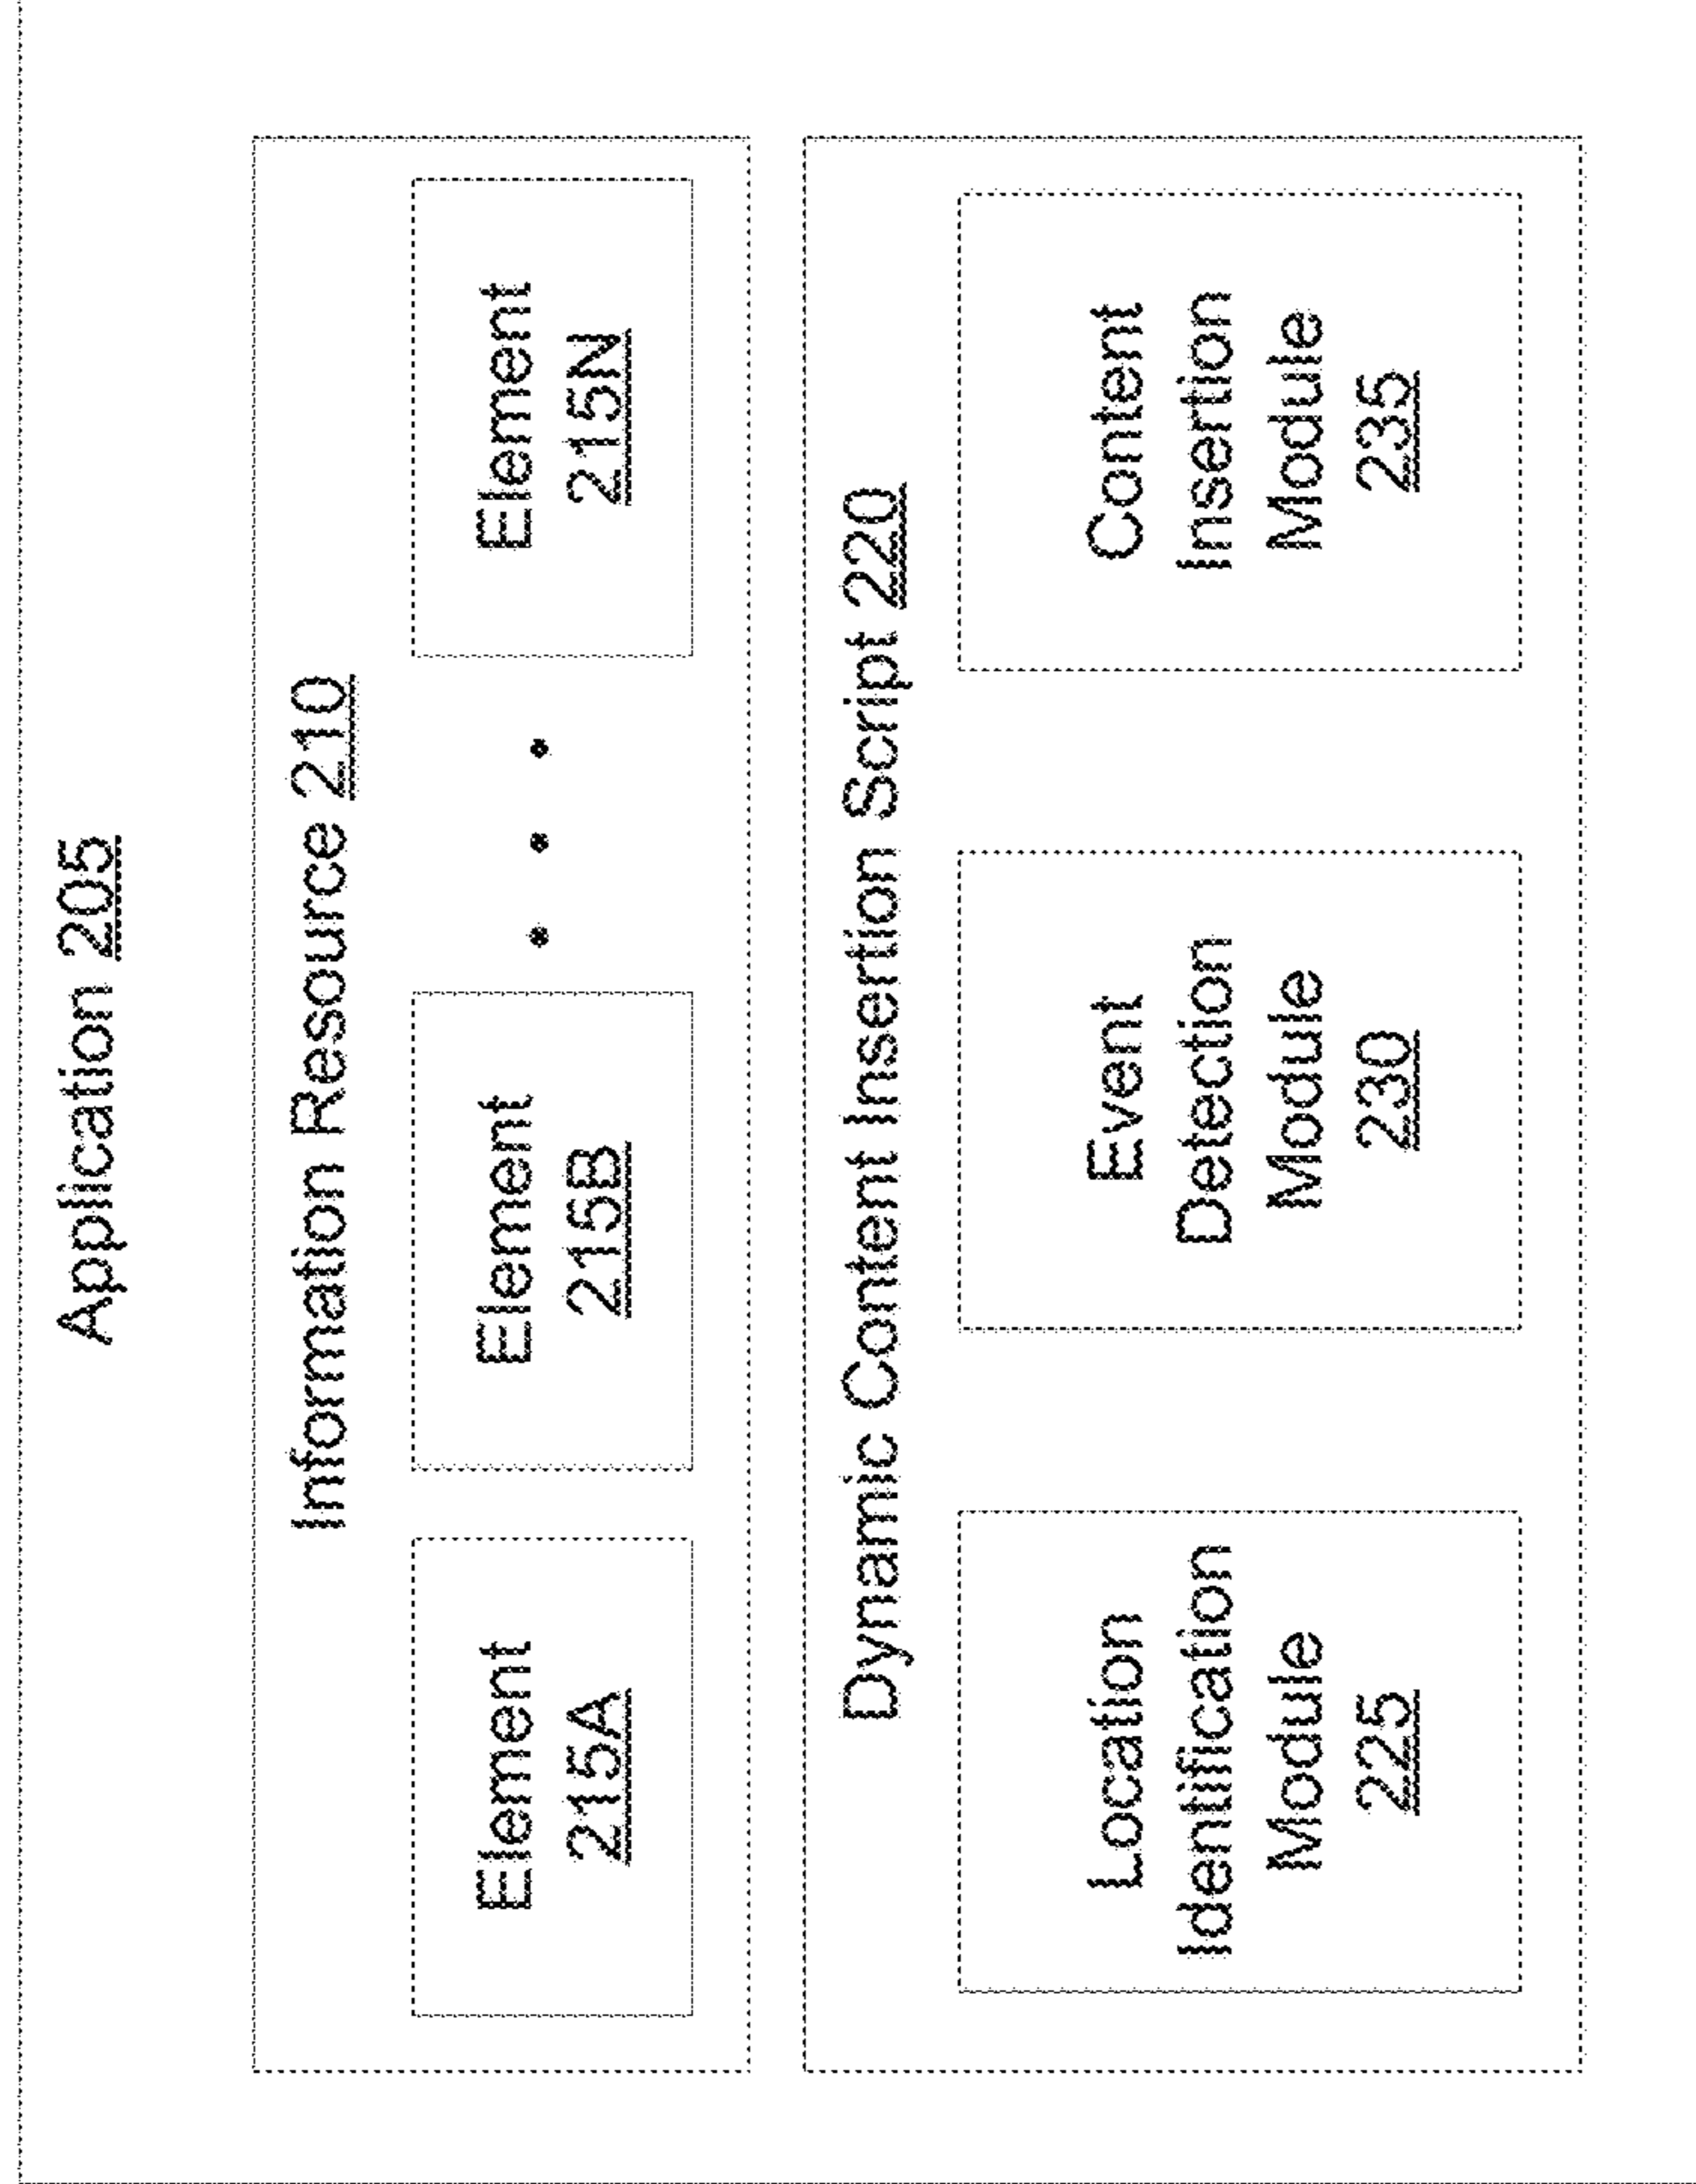 Application 205
Information Resource 210
Element
215A
Element
215B
Element
215N
Dynamic Content Insertion Script 220
Location
Identification
Module
225
Event
Detection
Module
230
Content
Insertion
Module
235